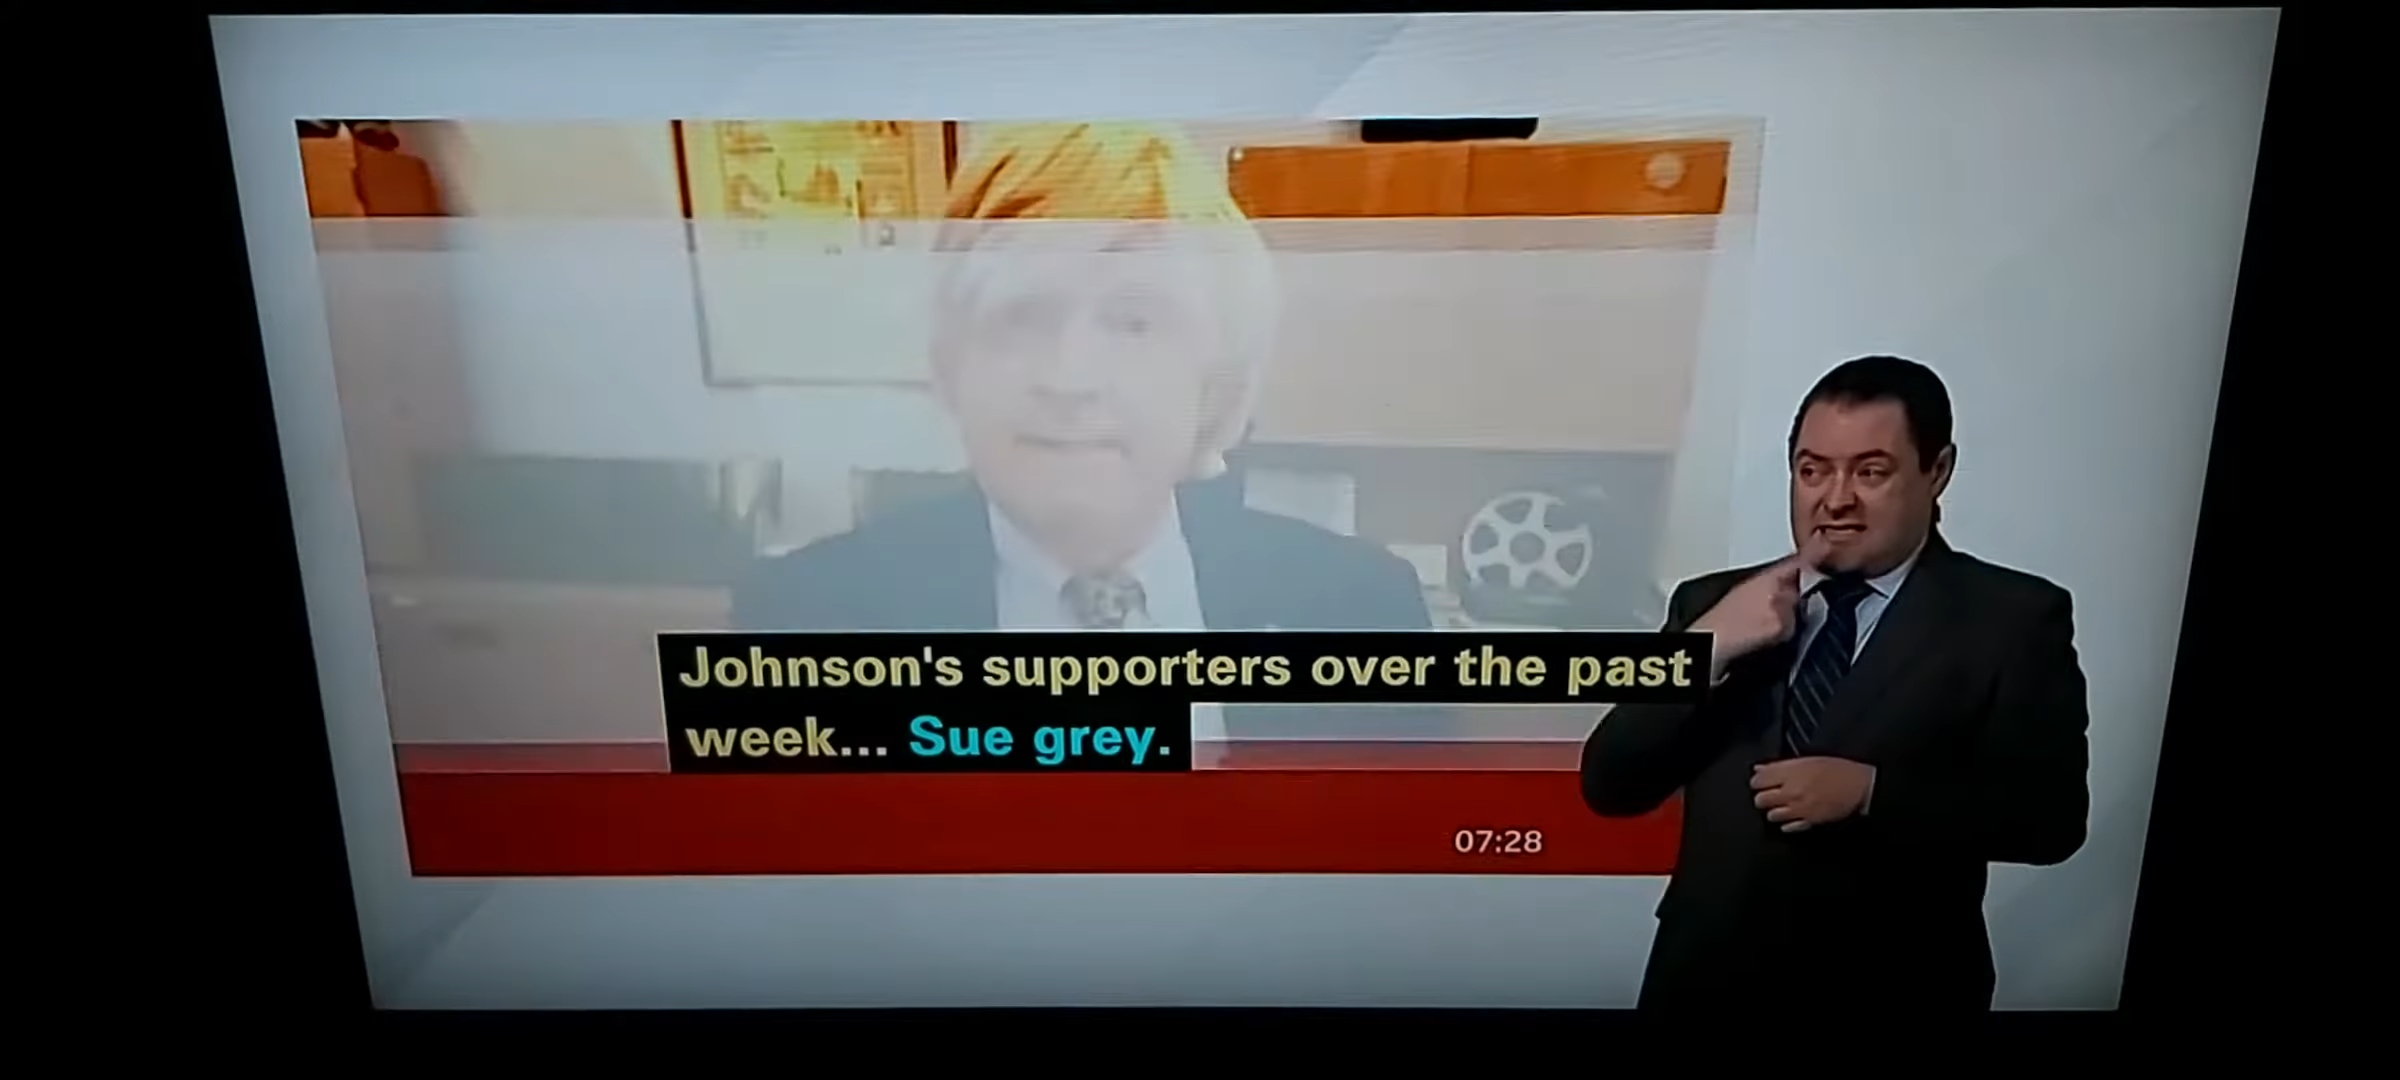 Johnson's supporters over the past
week... Sue grey.
07:28